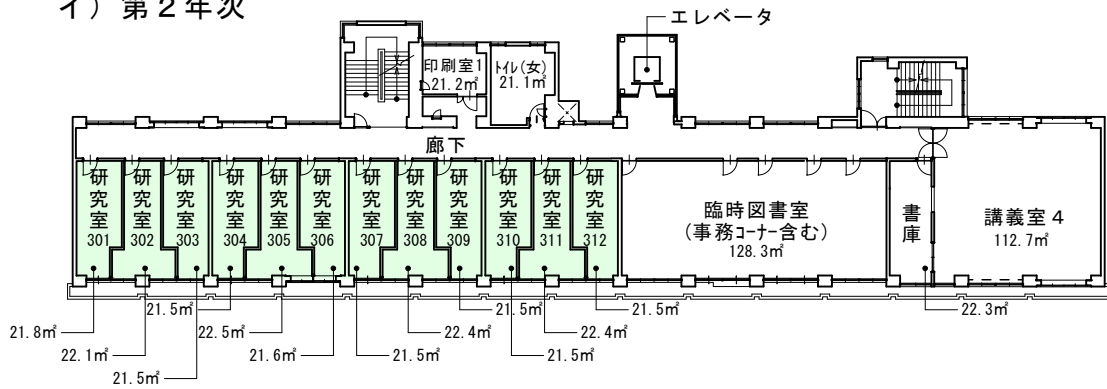 イ）第２年次
エレベータ
印刷室1
21.2㎡
ﾄｲﾚ(女)
21.1㎡
廊下
研究室
301
研究室
302
研究室
303
研究室
304
研究室
305
研究室
306
研究室
307
研究室
308
研究室
309
研究室
310
研究室
311
研究室
312
臨時図書室
(事務ｺｰﾅｰ含む)
128.3㎡
書庫
講義室４
112.7㎡
21.5㎡
21.5㎡
21.5㎡
22.3㎡
21.8㎡
22.5㎡
22.4㎡
22.4㎡
22.1㎡
21.6㎡
21.5㎡
21.5㎡
21.5㎡